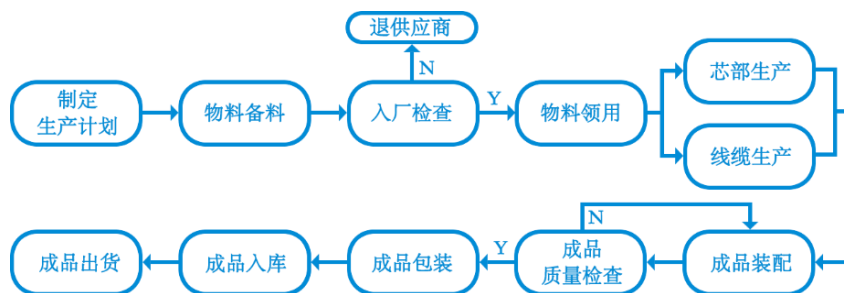 退供应商
N
制定
生产计划
物料备料
入厂检查
Y
物料领用
芯部生产
线缆生产
成品出货
成品入库
成品包装
Y
成品
质量检查
N
成品装配